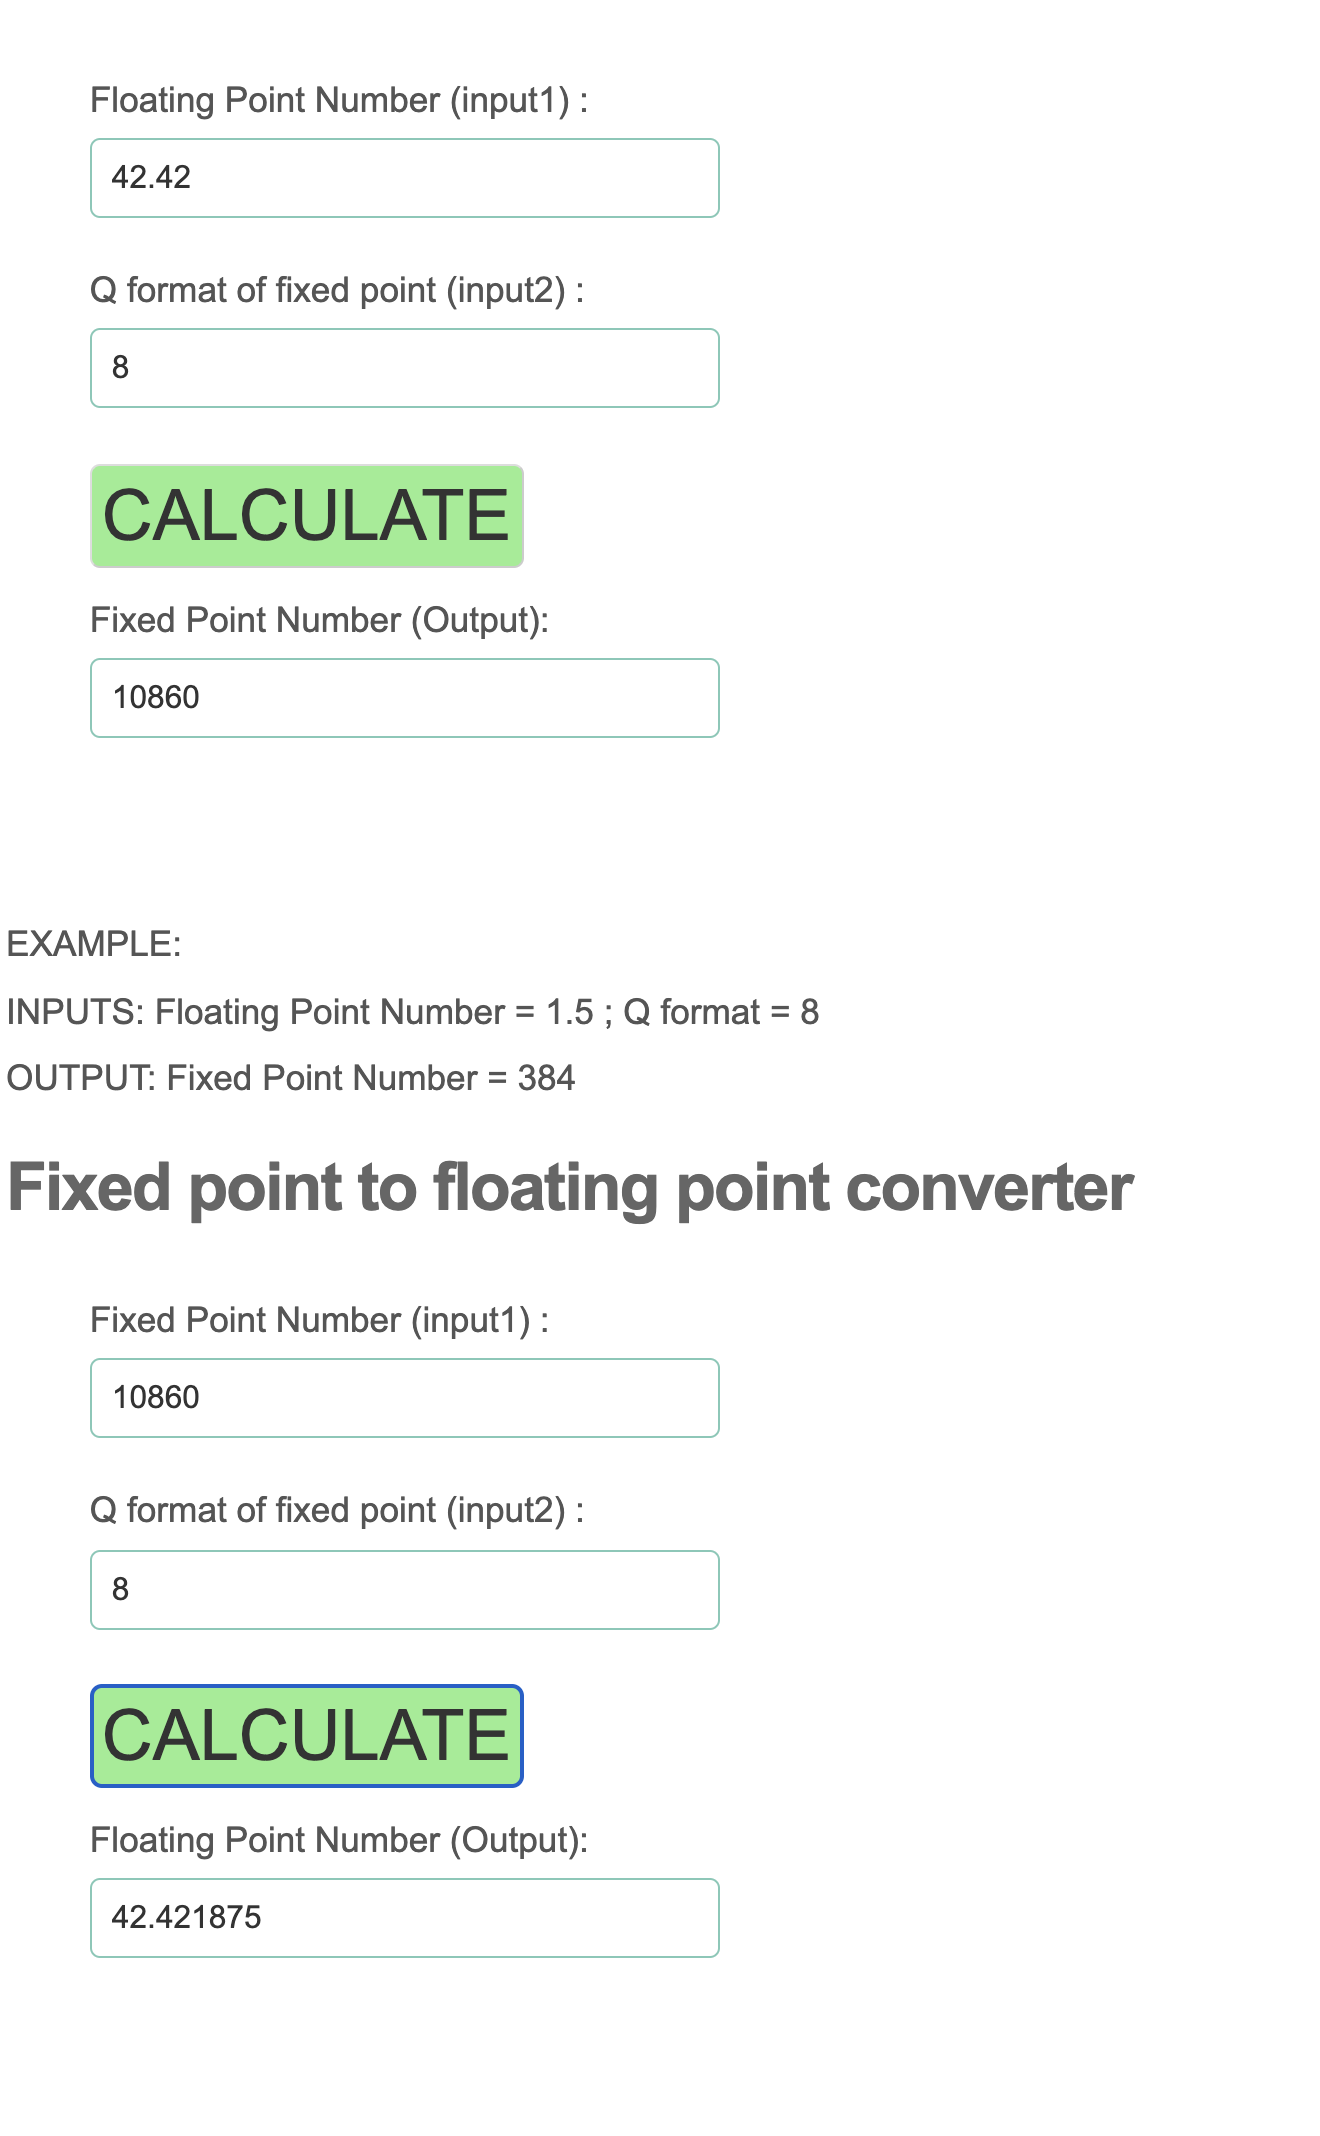 Floating Point Number (input1) :
42.42
Q format of fixed point (input2) :
8
CALCULATE
Fixed Point Number (Output):
10860
EXAMPLE:
INPUTS: Floating Point Number = 1.5 ; Q format = 8
OUTPUT: Fixed Point Number = 384
Fixed point to floating point converter
Fixed Point Number (input1) :
10860
Q format of fixed point (input2) :
8
CALCULATE
Floating Point Number (Output):
42.421875